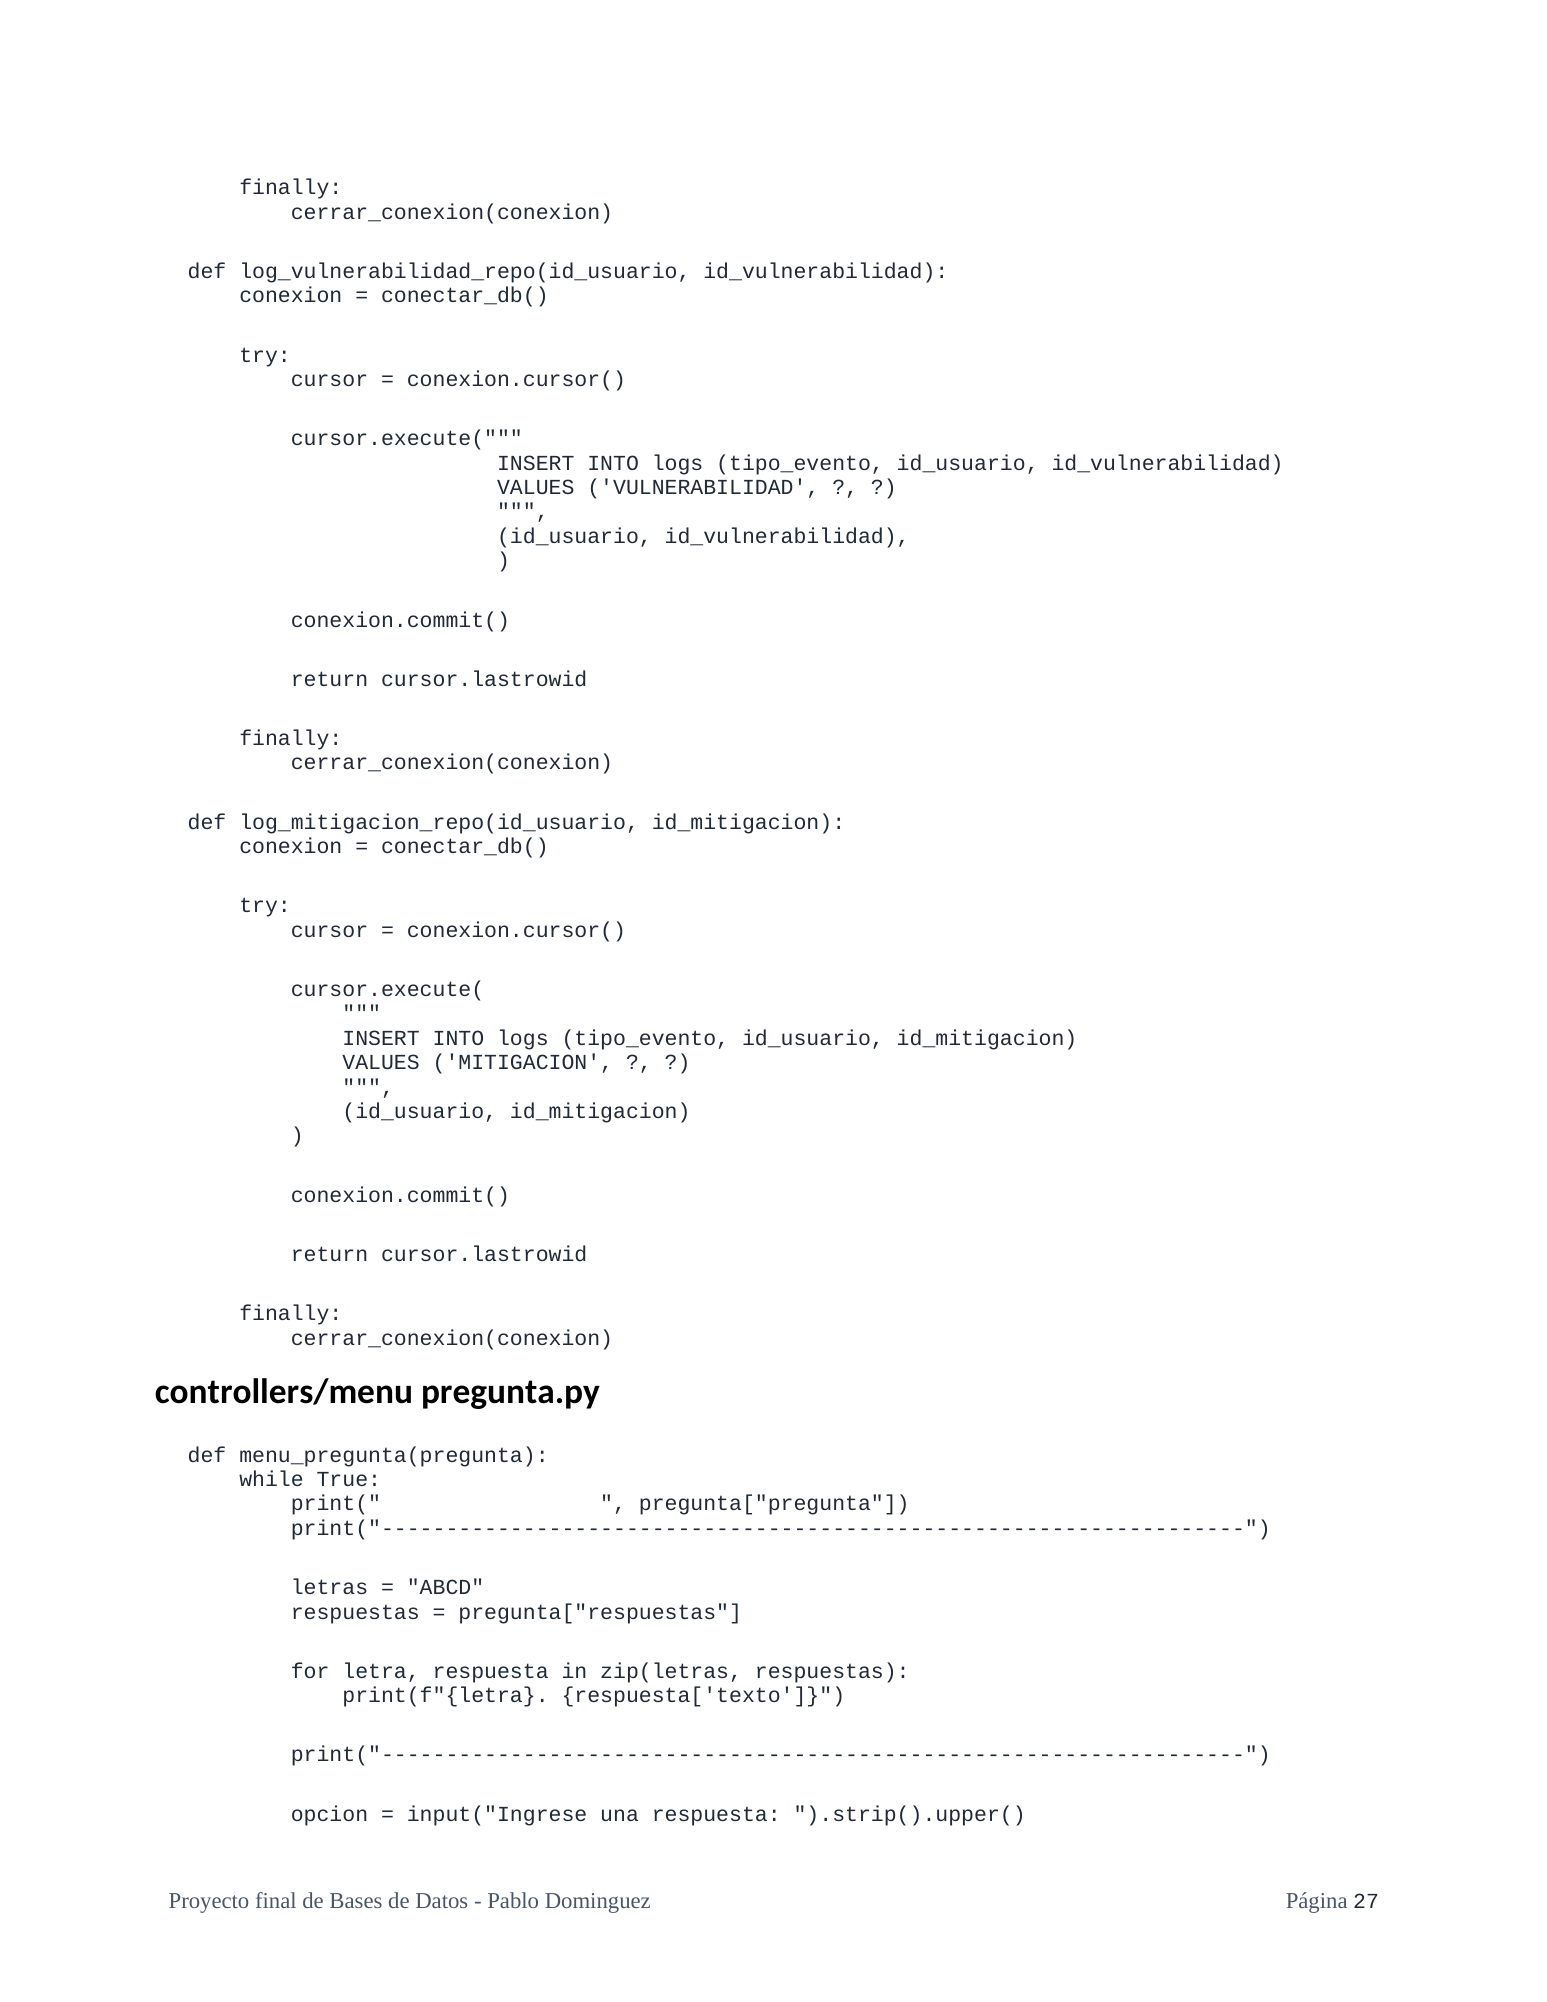 finally:
cerrar_conexion(conexion)
def log_vulnerabilidad_repo(id_usuario, id_vulnerabilidad):
conexion = conectar_db()
try:
cursor = conexion.cursor()
cursor.execute("""
INSERT INTO logs (tipo_evento, id_usuario, id_vulnerabilidad)
VALUES ('VULNERABILIDAD', ?, ?)
""",
(id_usuario, id_vulnerabilidad),
)
conexion.commit()
return cursor.lastrowid
finally:
cerrar_conexion(conexion)
def log_mitigacion_repo(id_usuario, id_mitigacion):
conexion = conectar_db()
try:
cursor = conexion.cursor()
cursor.execute(
"""
INSERT INTO logs (tipo_evento, id_usuario, id_mitigacion)
VALUES ('MITIGACION', ?, ?)
""",
(id_usuario, id_mitigacion)
)
conexion.commit()
return cursor.lastrowid
finally:
cerrar_conexion(conexion)
controllers/menu pregunta.py
def menu_pregunta(pregunta):
while True:
print("                 ", pregunta["pregunta"])
print("-------------------------------------------------------------------")
letras = "ABCD"
respuestas = pregunta["respuestas"]
for letra, respuesta in zip(letras, respuestas):
print(f"{letra}. {respuesta['texto']}")
print("-------------------------------------------------------------------")
opcion = input("Ingrese una respuesta: ").strip().upper()
Proyecto final de Bases de Datos - Pablo Dominguez
Página 27